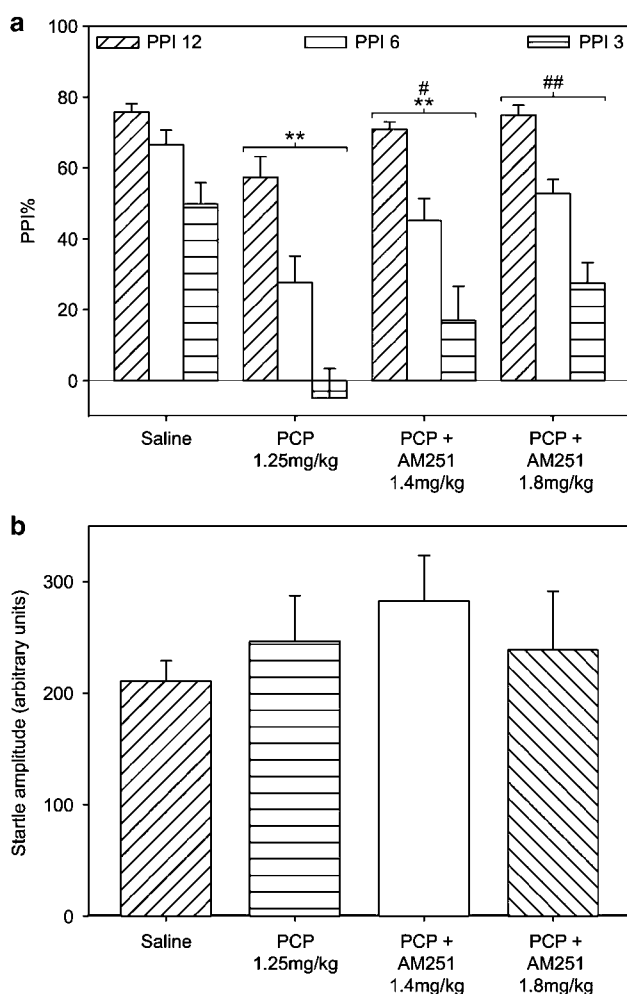 a
100
PPI 12 PPI 6 PPI 3
80
60
40
20
0
PPI%
** 
#
**
##
Saline PCP PCP + PCP +
1.25mg/kg AM251 AM251
1.4mg/kg 1.8mg/kg
b
300
200
100
0
Startle amplitude (arbitrary units)
Saline PCP PCP + PCP +
1.25mg/kg AM251 AM251
1.4mg/kg 1.8mg/kg